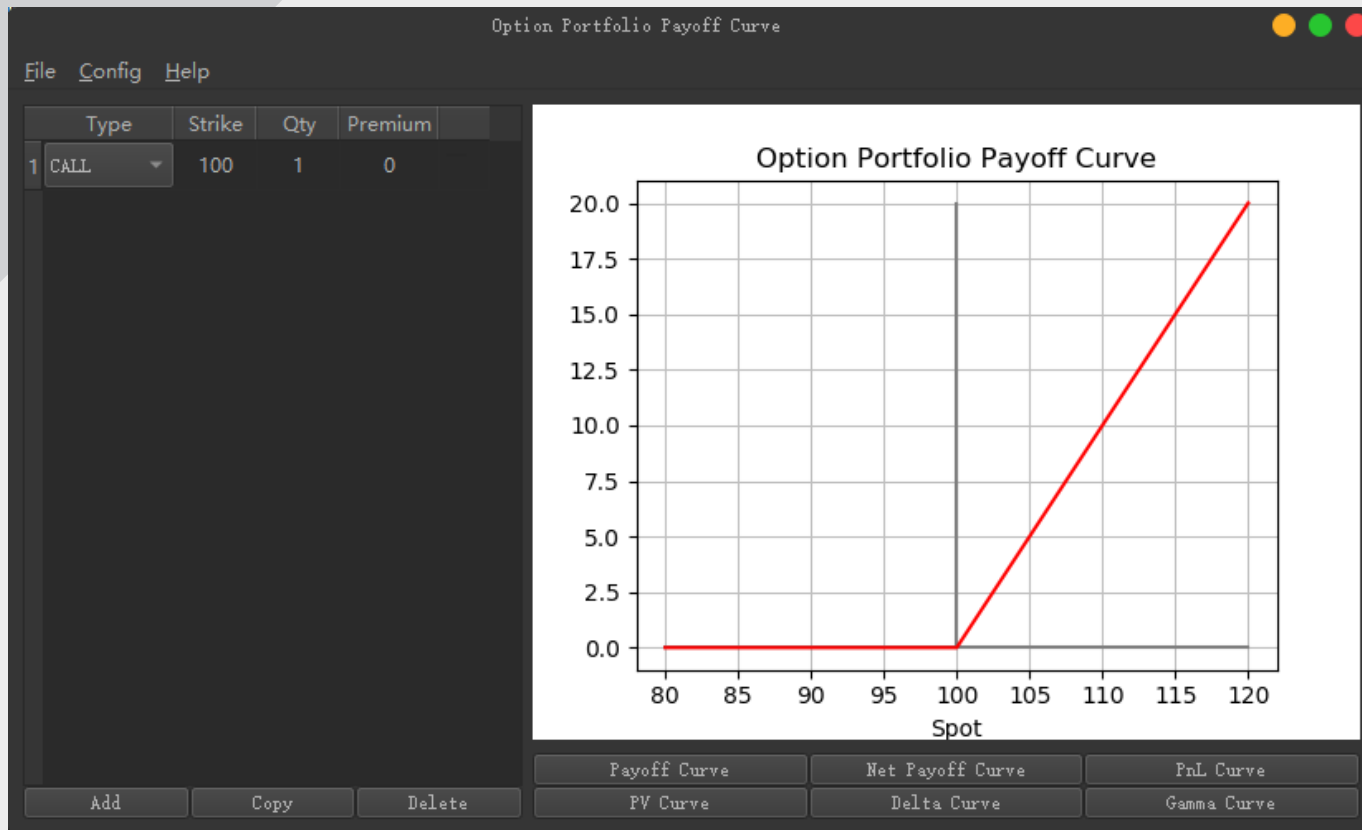 Option Portfolio Payoff Curve
File Config Help
Type Strike Qty Premium
1 CALL 100 1 0
Option Portfolio Payoff Curve
20.0
17.5
15.0
12.5
10.0
7.5
5.0
2.5
0.0
80 85 90 95 100 105 110 115 120
Spot
Payoff Curve Net Payoff Curve PnL Curve
Add Copy Delete PV Curve Delta Curve Gamma Curve